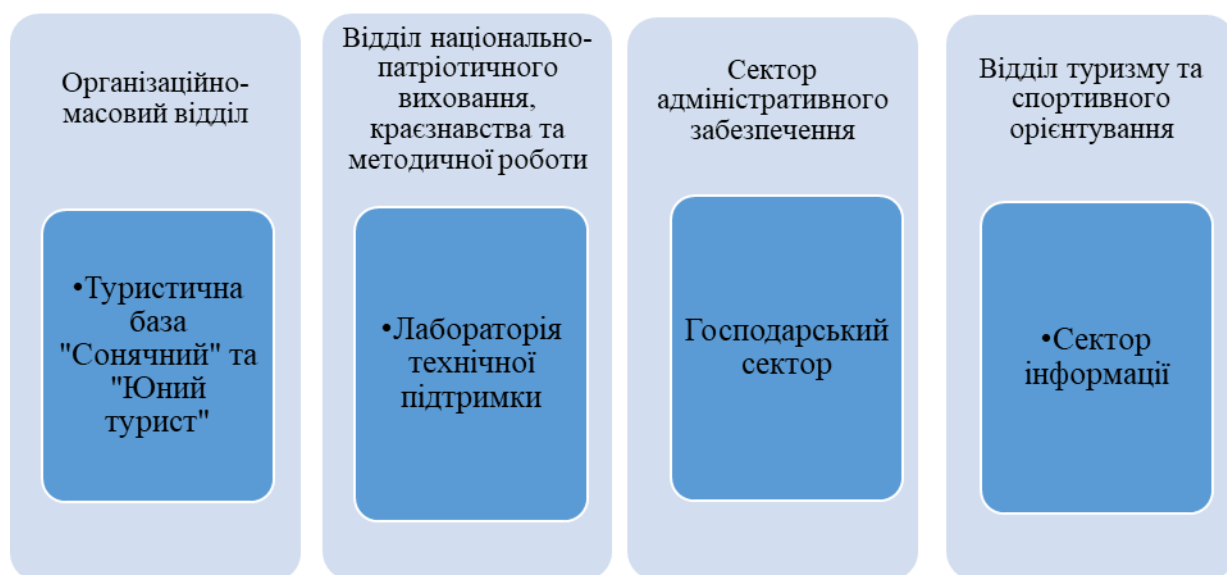 Організаційно-
масовий відділ
•Туристична
база
"Сонячний" та
"Юний
турист"
Відділ національно-
патріотичного
виховання,
краєзнавства та
методичної роботи
•Лабораторія
технічної
підтримки
Сектор
адміністративного
забезпечення
Господарський
сектор
Відділ туризму та
спортивного
орієнтування
•Сектор
інформації